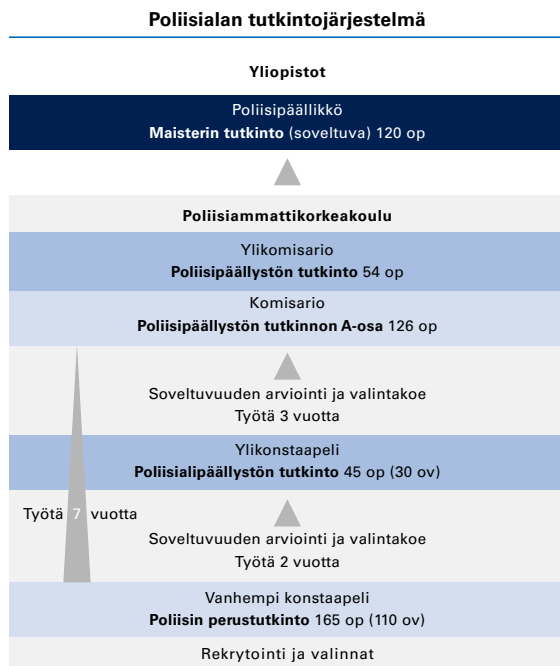 Poliisialan tutkintojärjestelmä
Yliopistot
Poliisipäällikkö
Maisterin tutkinto (soveltuva) 120 op
Poliisiammattikorkeakoulu
Ylikomisario
Poliisipäällystön tutkinto 54 op
Komisario
Poliisipäällystön tutkinnon A-osa 126 op
Soveltuvuuden arviointi ja valintakoe
Työtä 3 vuotta
Ylikonstaapeli
Poliisialipäällystön tutkinto 45 op (30 ov)
Työtä 7 vuotta
Soveltuvuuden arviointi ja valintakoe
Työtä 2 vuotta
Vanhempi konstaapeli
Poliisin perustutkinto 165 op (110 ov)
Rekrytointi ja valinnat